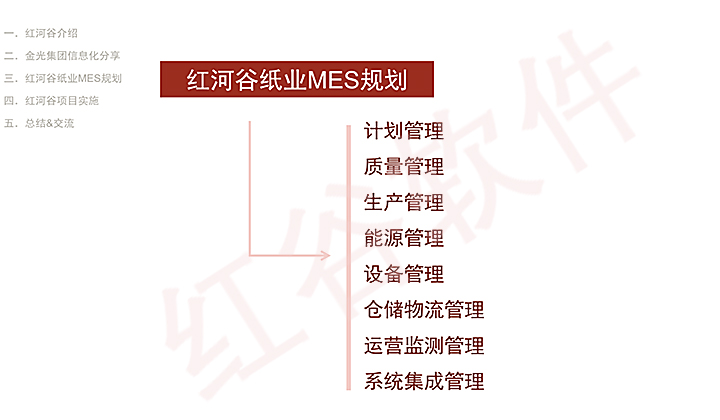 一．红河谷介绍
二．金光集团信息化分享
三．红河谷纸业MES规划
四．红河谷项目实施
五．总结&交流
红河谷纸业MES规划
计划管理
质量管理
生产管理
能源管理
设备管理
仓储物流管理
运营监测管理
系统集成管理
红谷软件